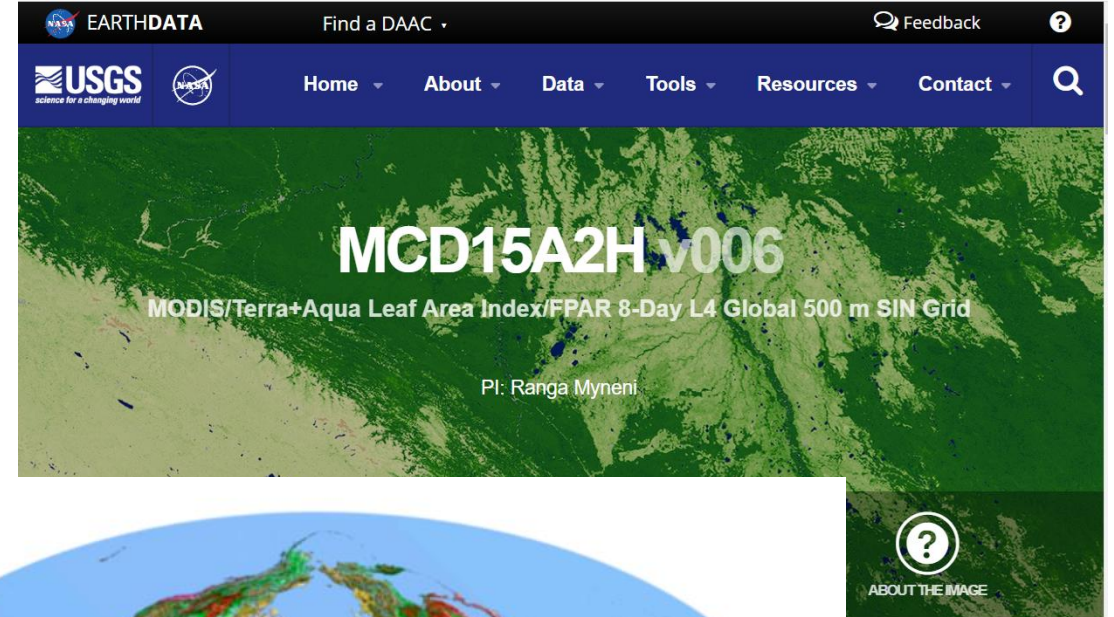 NASA EARTHDATA Find a DAAC Feedback ?
USGS NASA Home About Data Tools Resources Contact
science for a changing world
MCD15A2H v006
MODIS/Terra+Aqua Leaf Area Index/FPAR 8-Day L4 Global 500 m SIN Grid
PI: Ranga Myneni
?
ABOUT THE IMAGE